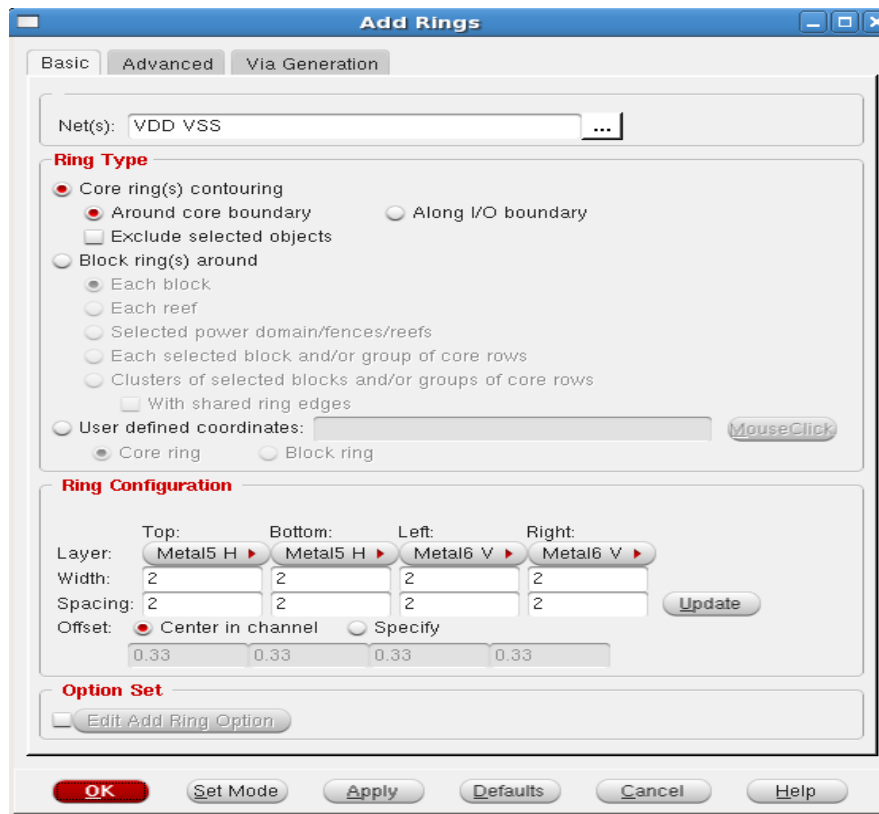 Add Rings
Basic Advanced Via Generation
Net(s): VDD VSS ...
Ring Type
Core ring(s) contouring
Around core boundary Along I/O boundary
Exclude selected objects
Block ring(s) around
Each block
Each reef
Selected power domain/fences/reefs
Each selected block and/or group of core rows
Clusters of selected blocks and/or groups of core rows
With shared ring edges
User defined coordinates: MouseClick
Core ring Block ring
Ring Configuration
Top: Bottom: Left: Right:
Layer: Metal5 H Metal5 H Metal6 V Metal6 V
Width: 2 2 2 2
Spacing: 2 2 2 2 Update
Offset: Center in channel Specify
0.33 0.33 0.33 0.33
Option Set
Edit Add Ring Option
OK Set Mode Apply Defaults Cancel Help